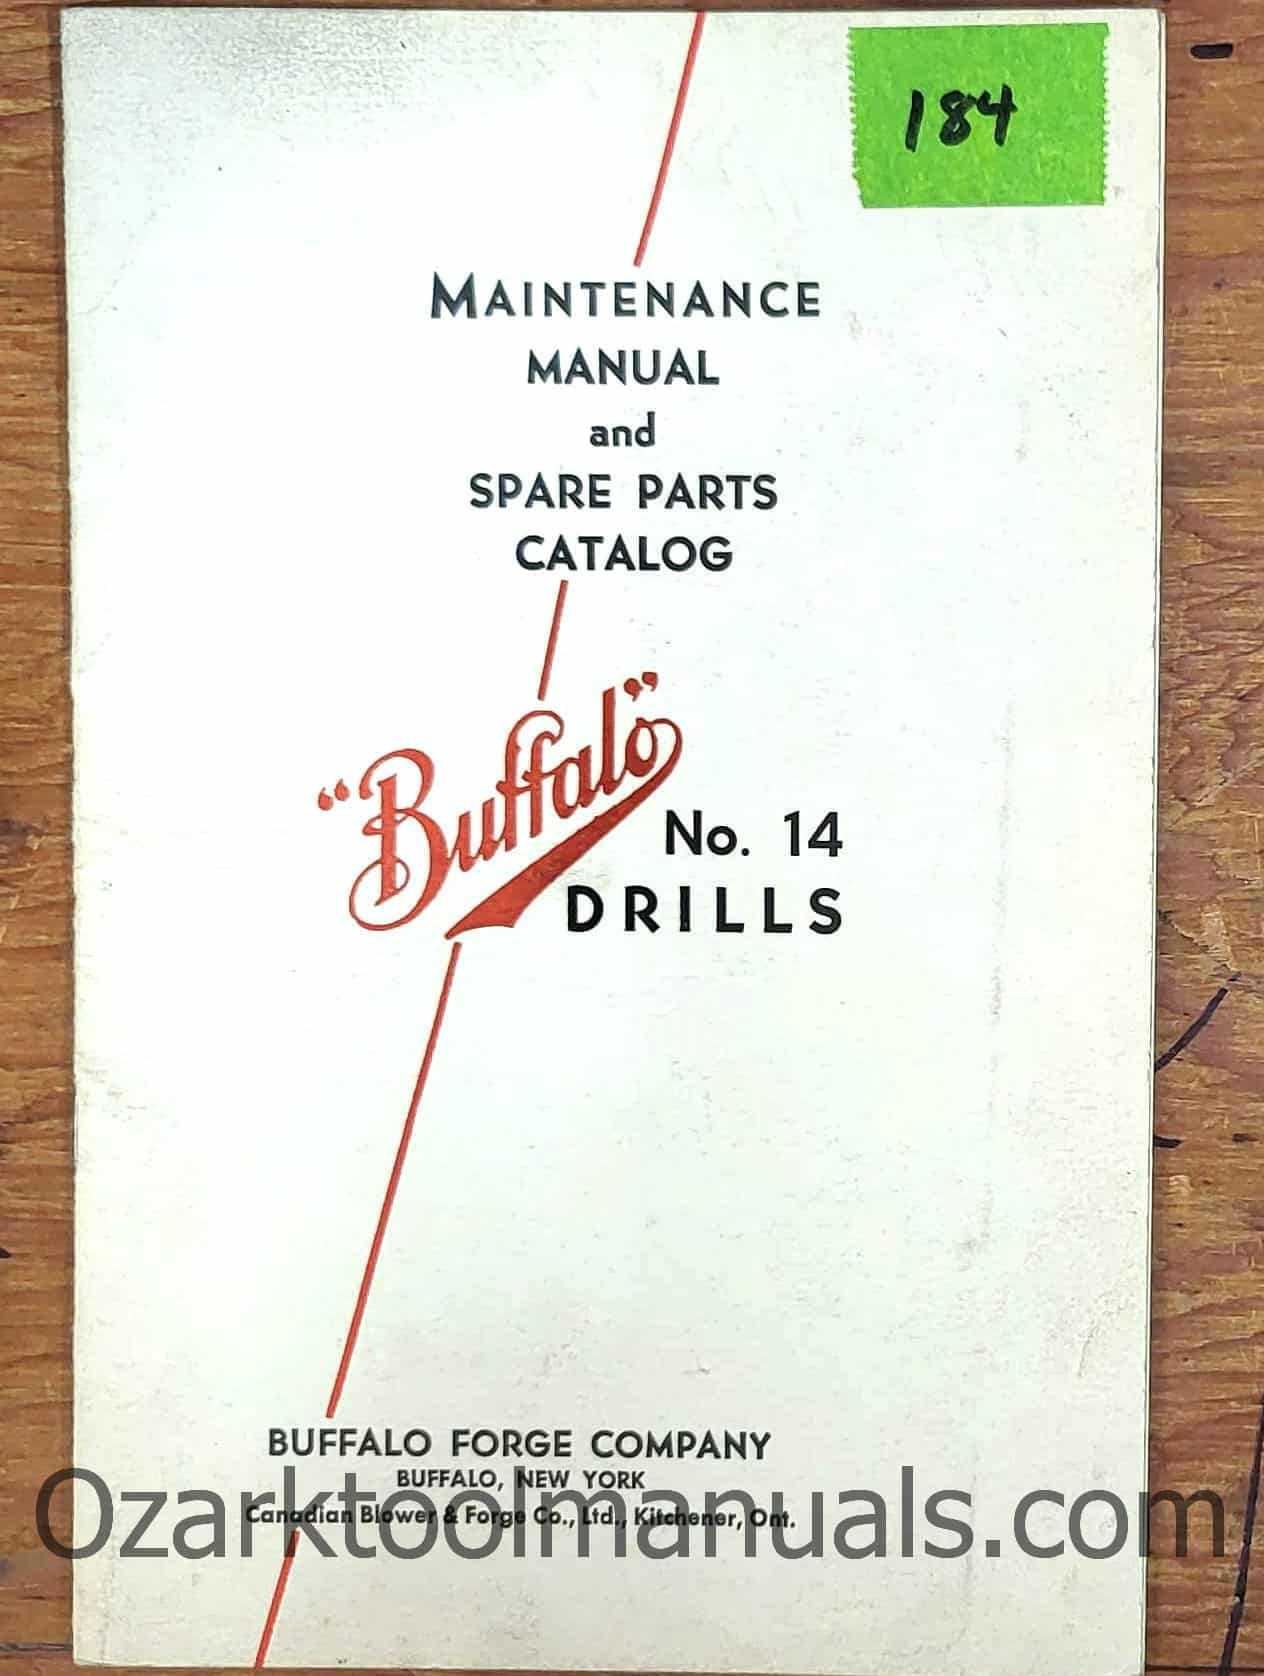 184
MAINTENANCE
MANUAL
and
SPARE PARTS
CATALOG
"Buffalo"
No. 14
DRILLS
BUFFALO FORGE COMPANY
BUFFALO, NEW YORK
Canadian Blower & Forge Co., Ltd., Kitchener, Ont.
Ozarktoolmanuals.com